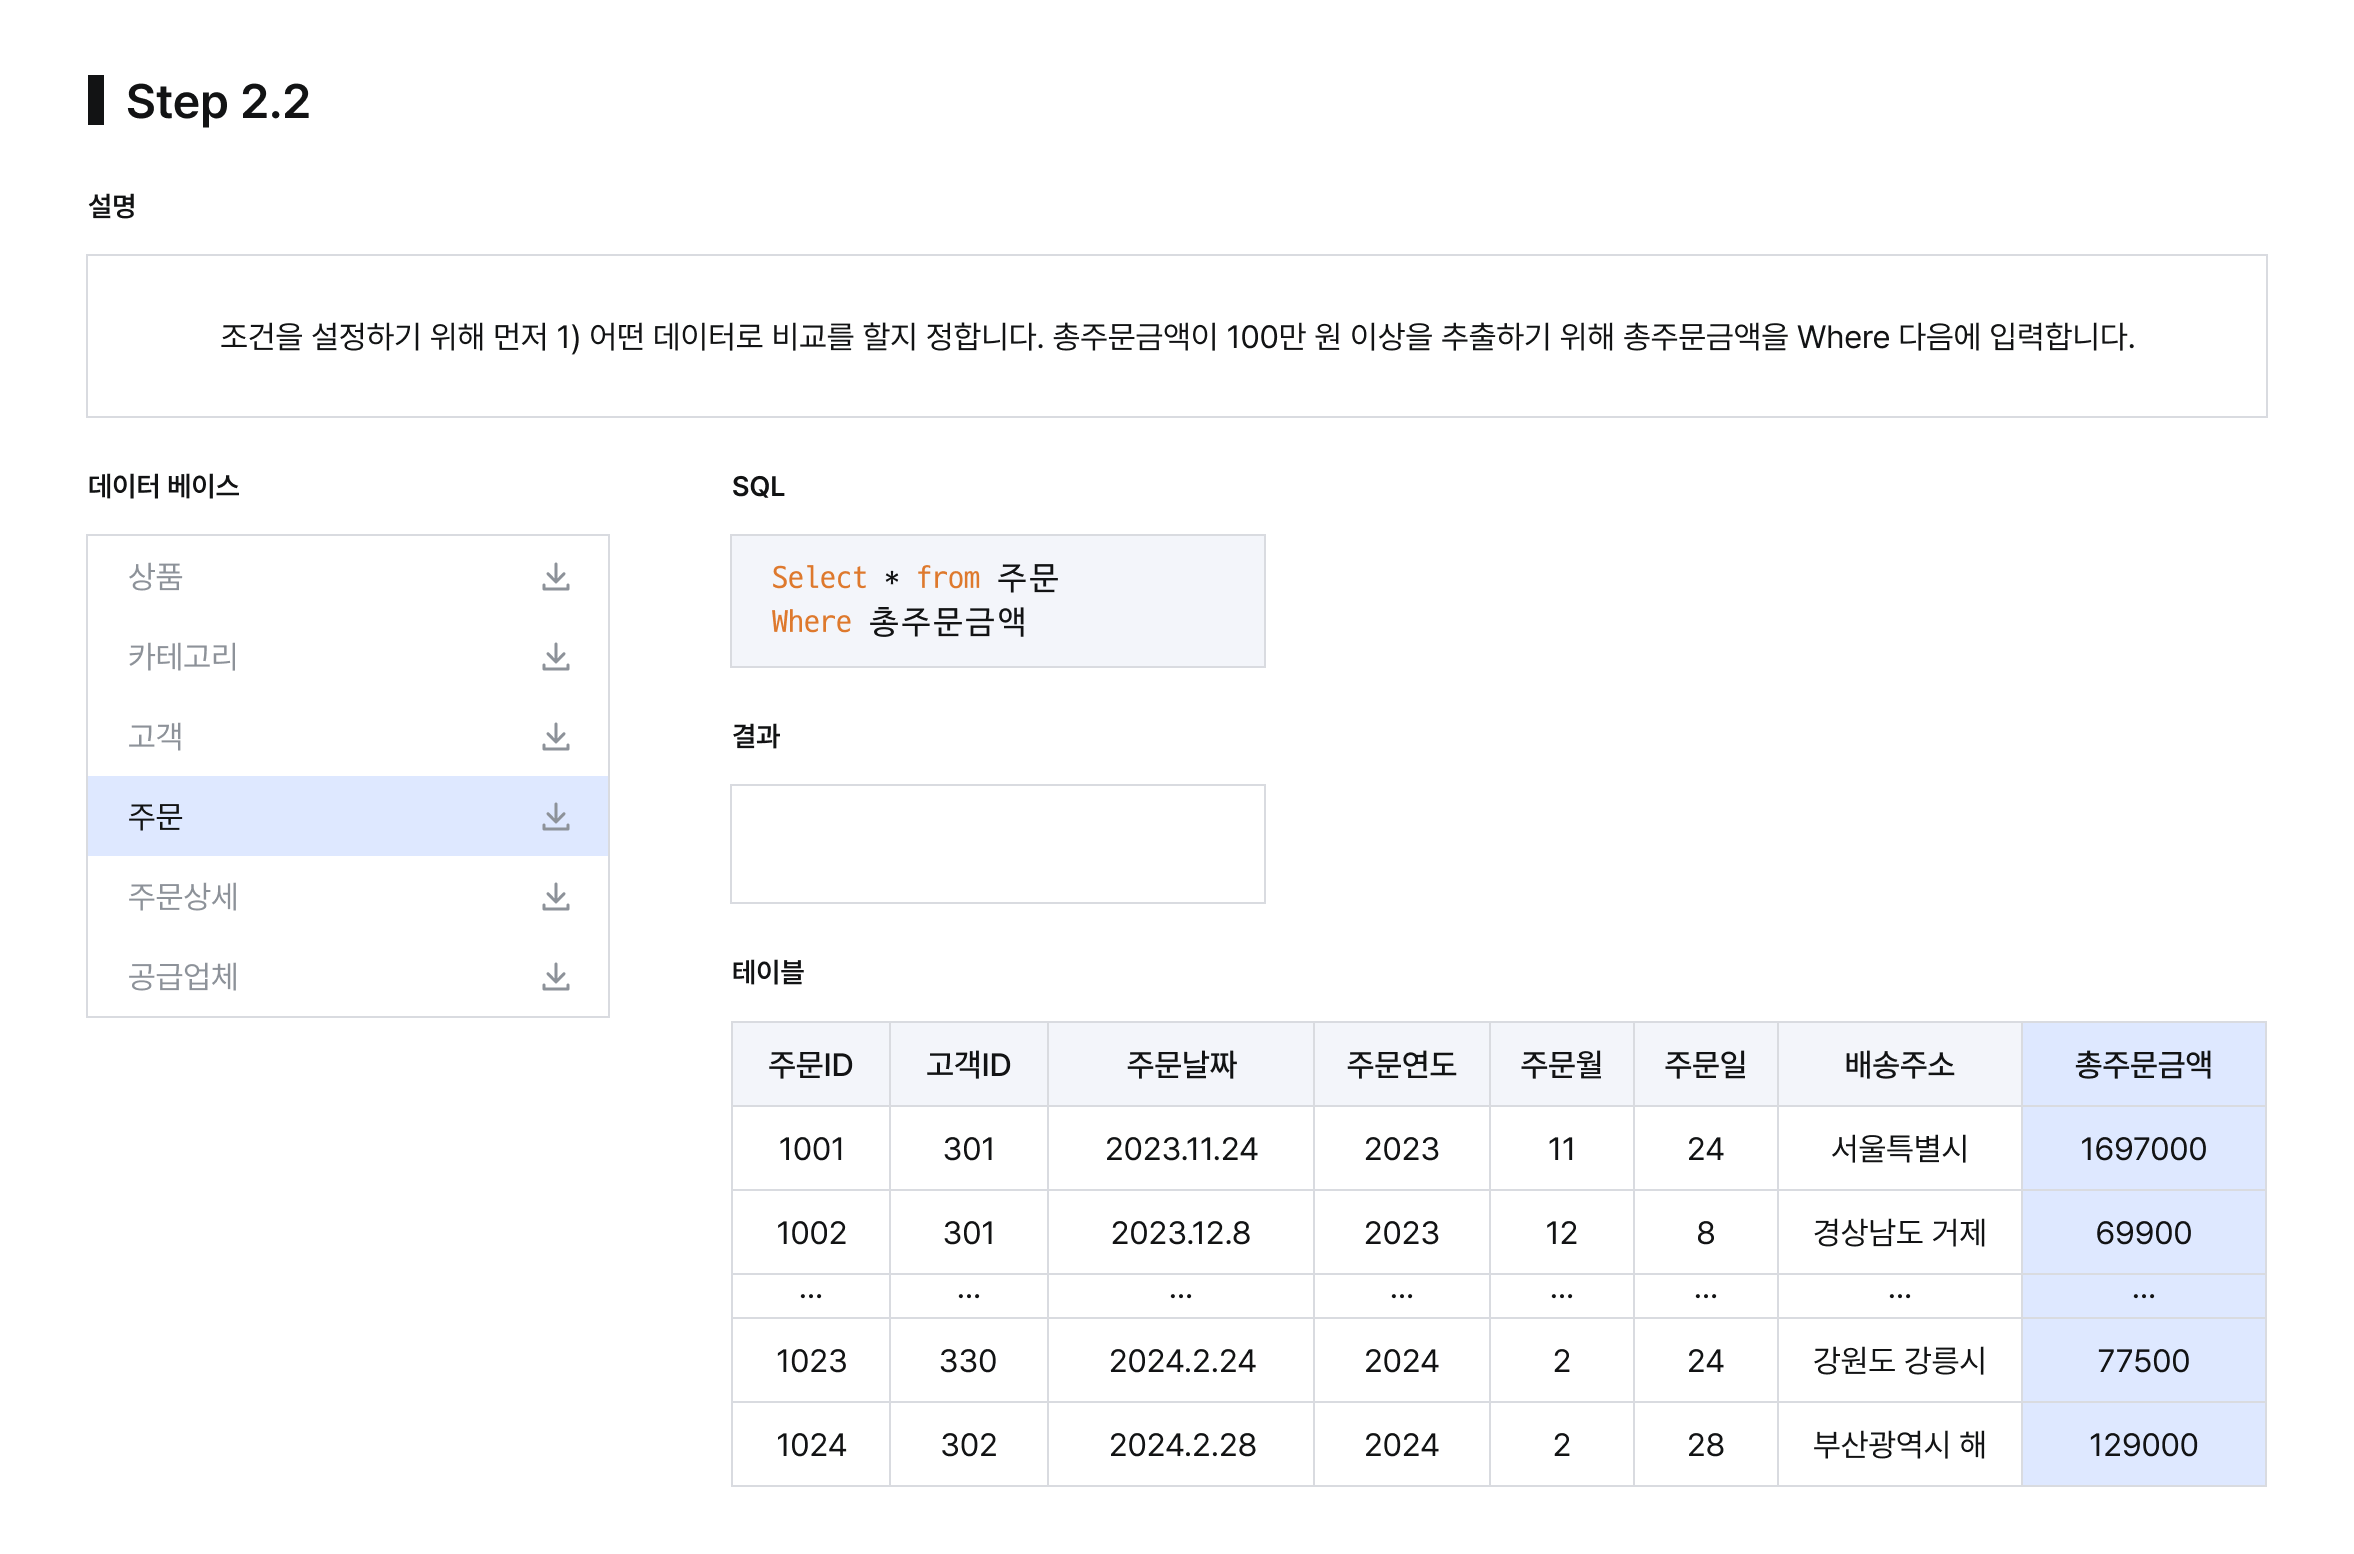 Step 2.2
설명
조건을 설정하기 위해 먼저 1) 어떤 데이터로 비교를 할지 정합니다. 총주문금액이 100만 원 이상을 추출하기 위해 총주문금액을 Where 다음에 입력합니다.
데이터 베이스
상품
카테고리
고객
주문
주문상세
공급업체
SQL
Select * from 주문
Where 총주문금액
결과
테이블
주문ID 고객ID 주문날짜 주문연도 주문월 주문일 배송주소 총주문금액
1001 301 2023.11.24 2023 11 24 서울특별시 1697000
1002 301 2023.12.8 2023 12 8 경상남도 거제 69900
... ... ... ... ... ... ... ...
1023 330 2024.2.24 2024 2 24 강원도 강릉시 77500
1024 302 2024.2.28 2024 2 28 부산광역시 해 129000